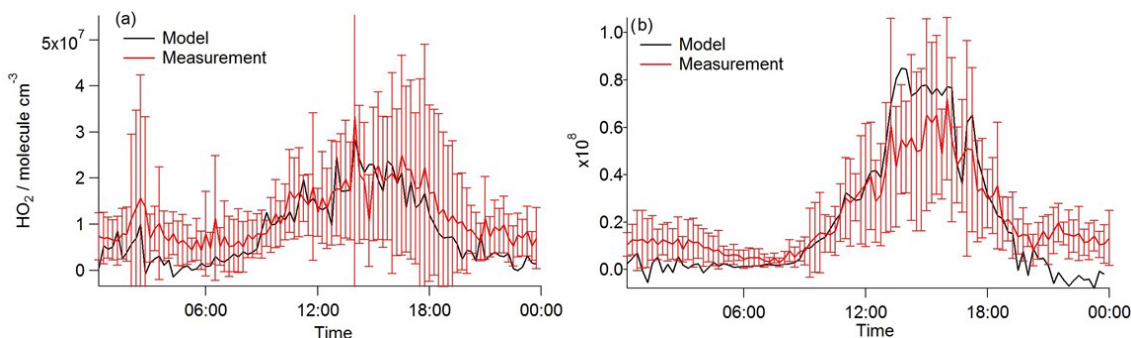 (a)
Model
Measurement
5x10⁷
4
3
2
1
0
HO₂ / molecule cm⁻³
06:00
12:00
18:00
00:00
Time
(b)
Model
Measurement
1.0
0.8
0.6
0.4
0.2
0.0
x10⁸
06:00
12:00
18:00
00:00
Time